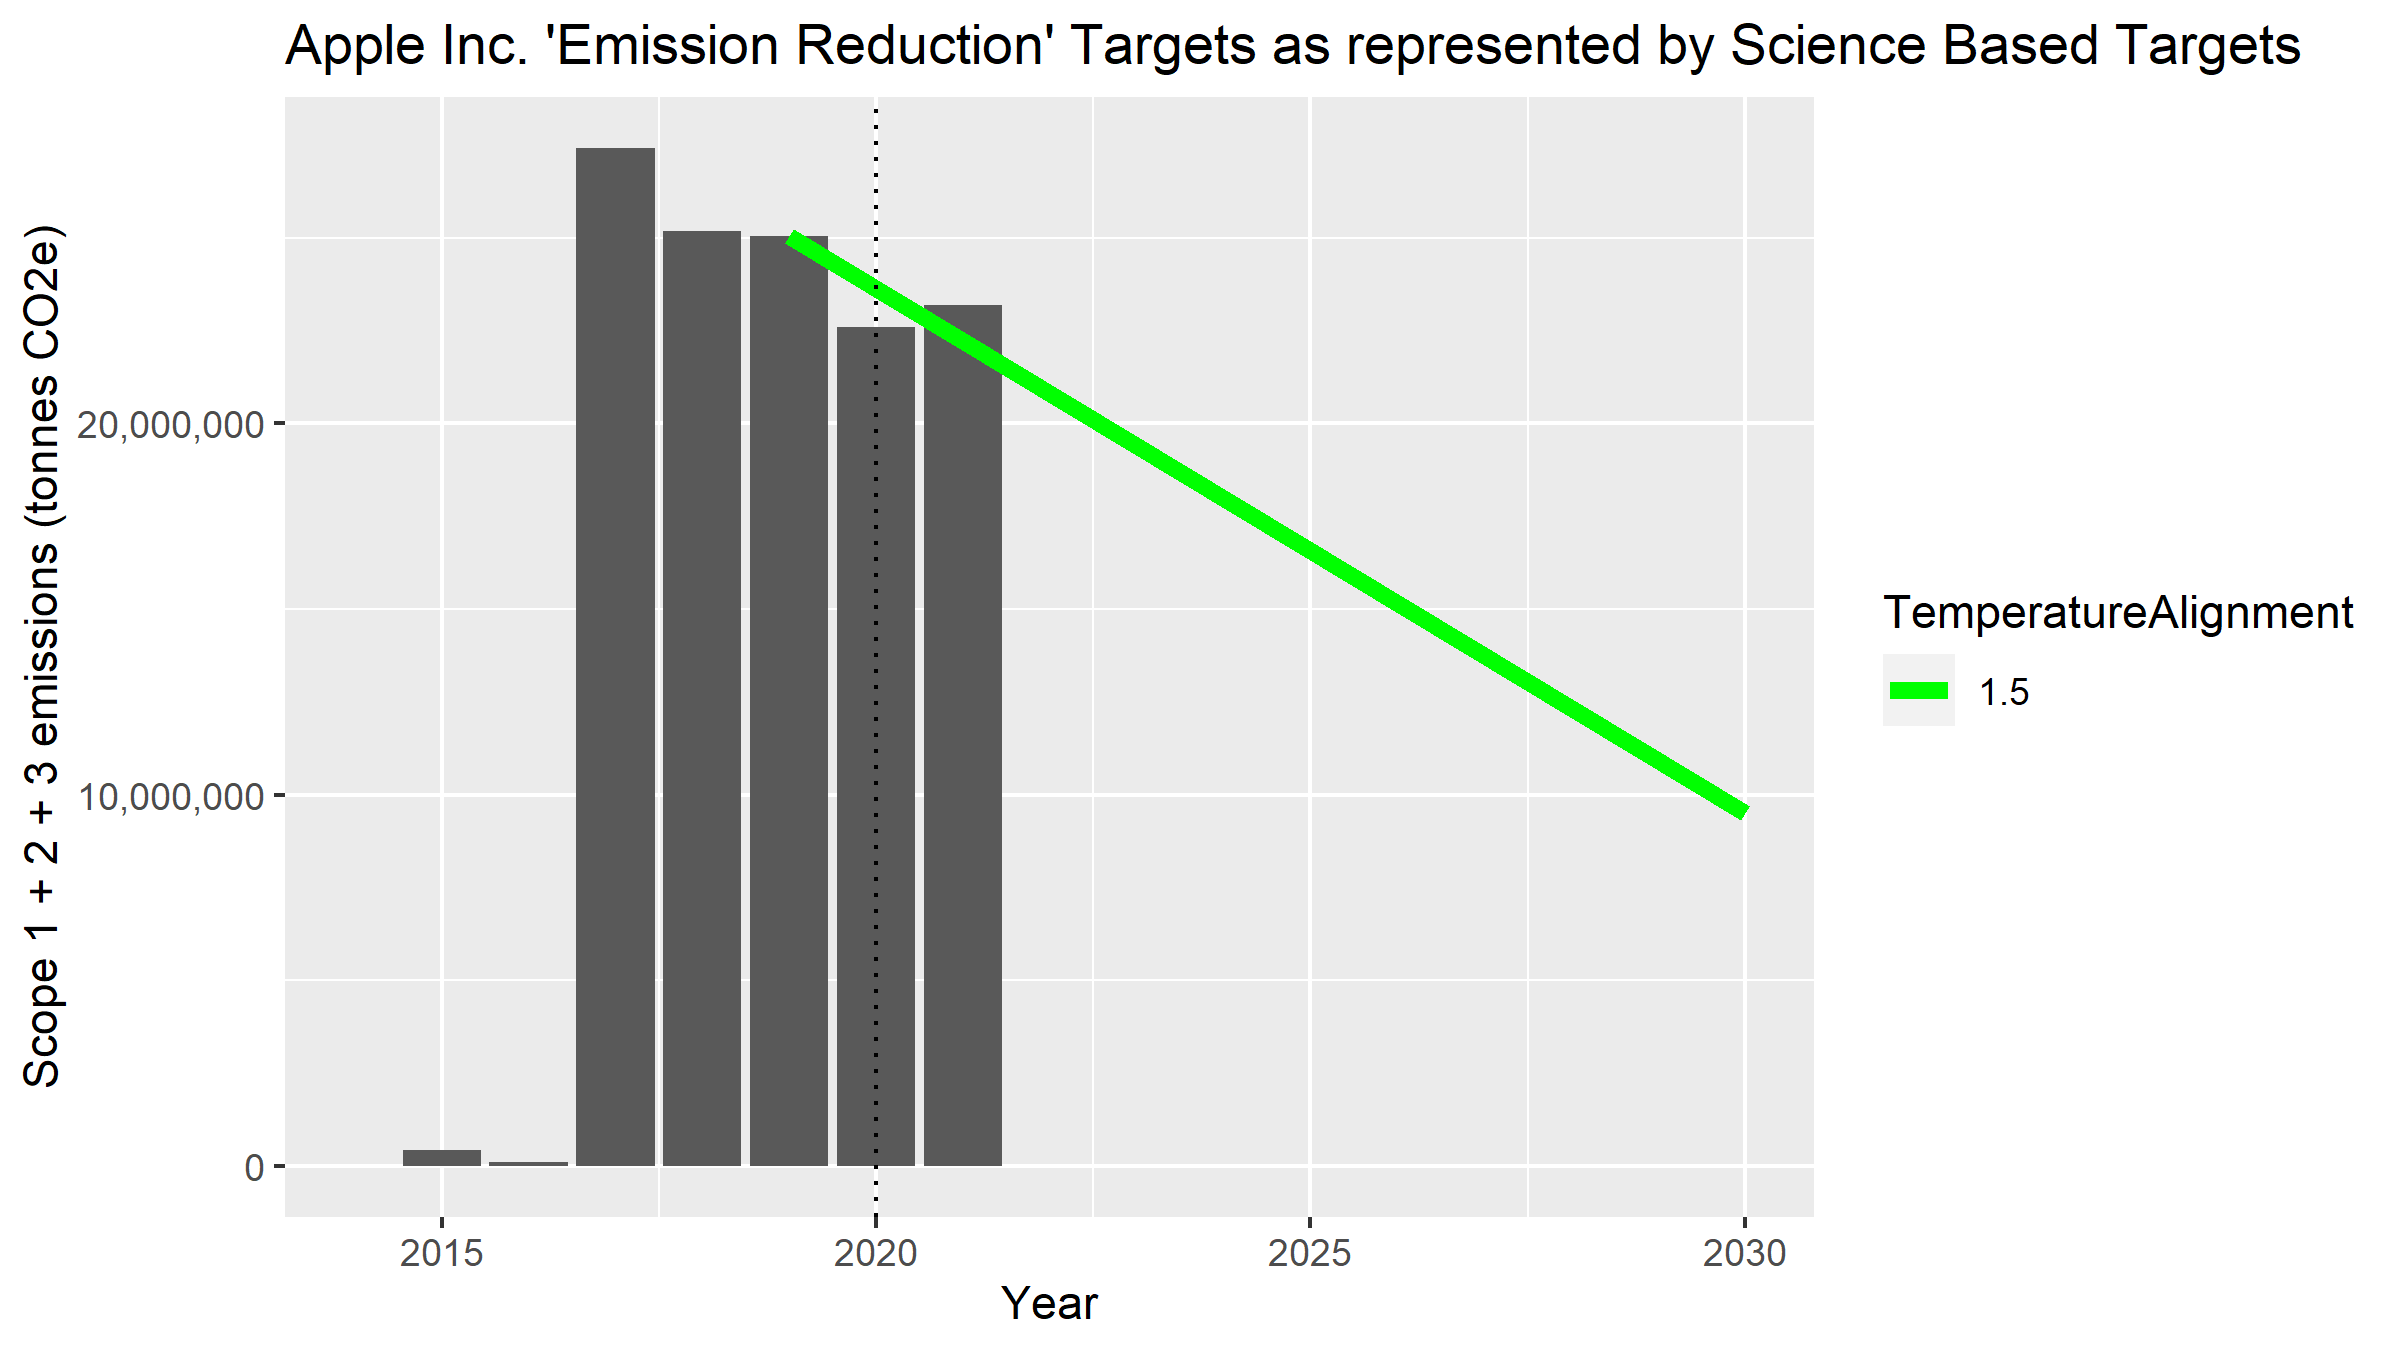 Apple Inc. 'Emission Reduction' Targets as represented by Science Based Targets
Scope 1 + 2 + 3 emissions (tonnes CO2e)
20,000,000
10,000,000
0
2015
2020
2025
2030
Year
TemperatureAlignment
1.5